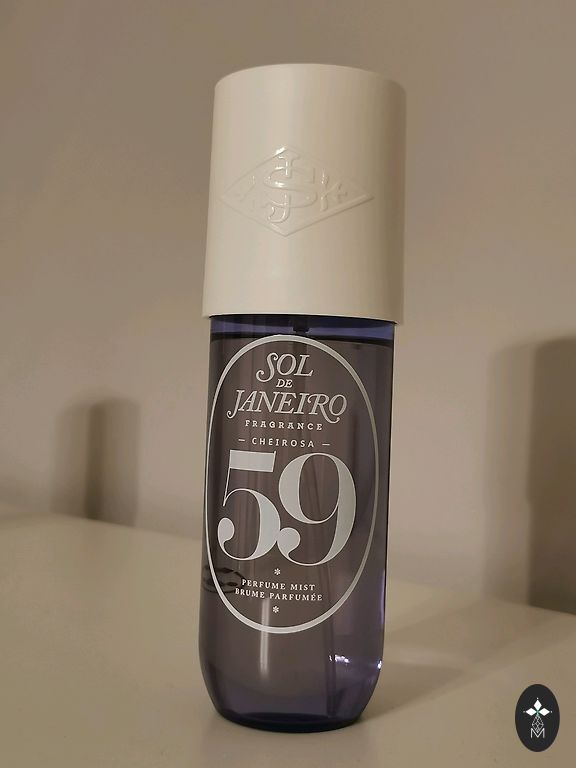 SOL
DE
JANEIRO
FRAGRANCE
— CHEIROSA —
59
*
PERFUME MIST
BRUME PARFUMÉE
*